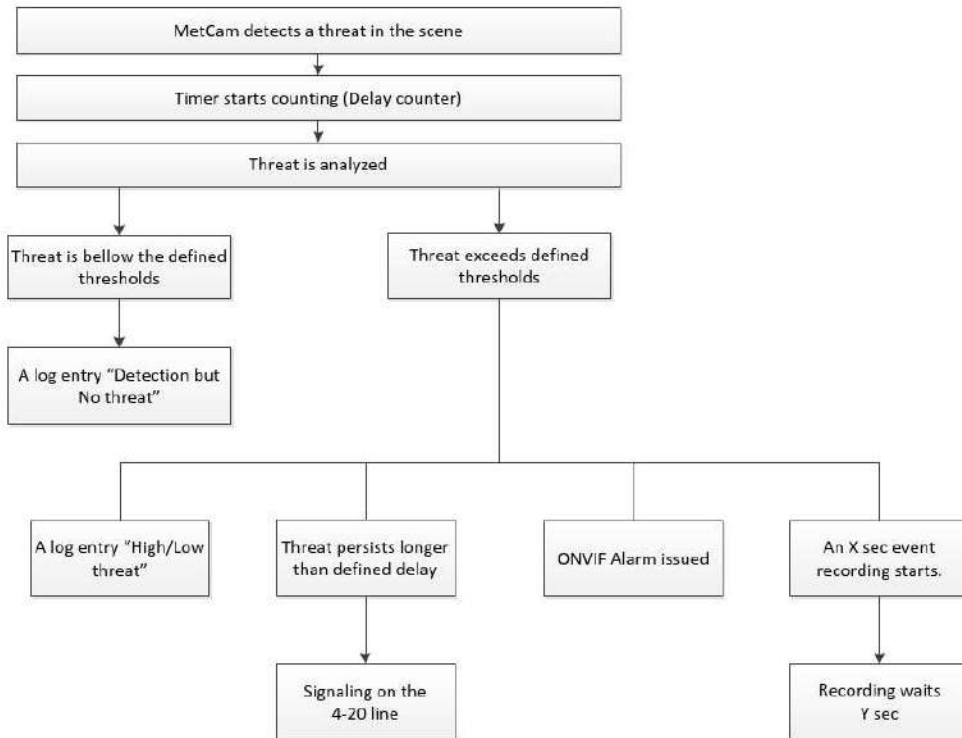 MetCam detects a threat in the scene
Timer starts counting (Delay counter)
Threat is analyzed
Threat is bellow the defined
thresholds
Threat exceeds defined
thresholds
A log entry “Detection but
No threat”
A log entry “High/Low
threat”
Threat persists longer
than defined delay
ONVIF Alarm issued
An X sec event
recording starts.
Signaling on the
4-20 line
Recording waits
Y sec